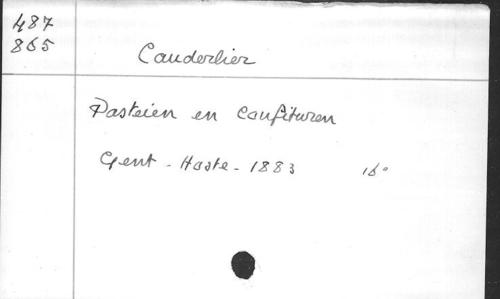 487
865
Cauderlier
Pasteien en Confituren
Gent - Hoste - 1883 16°